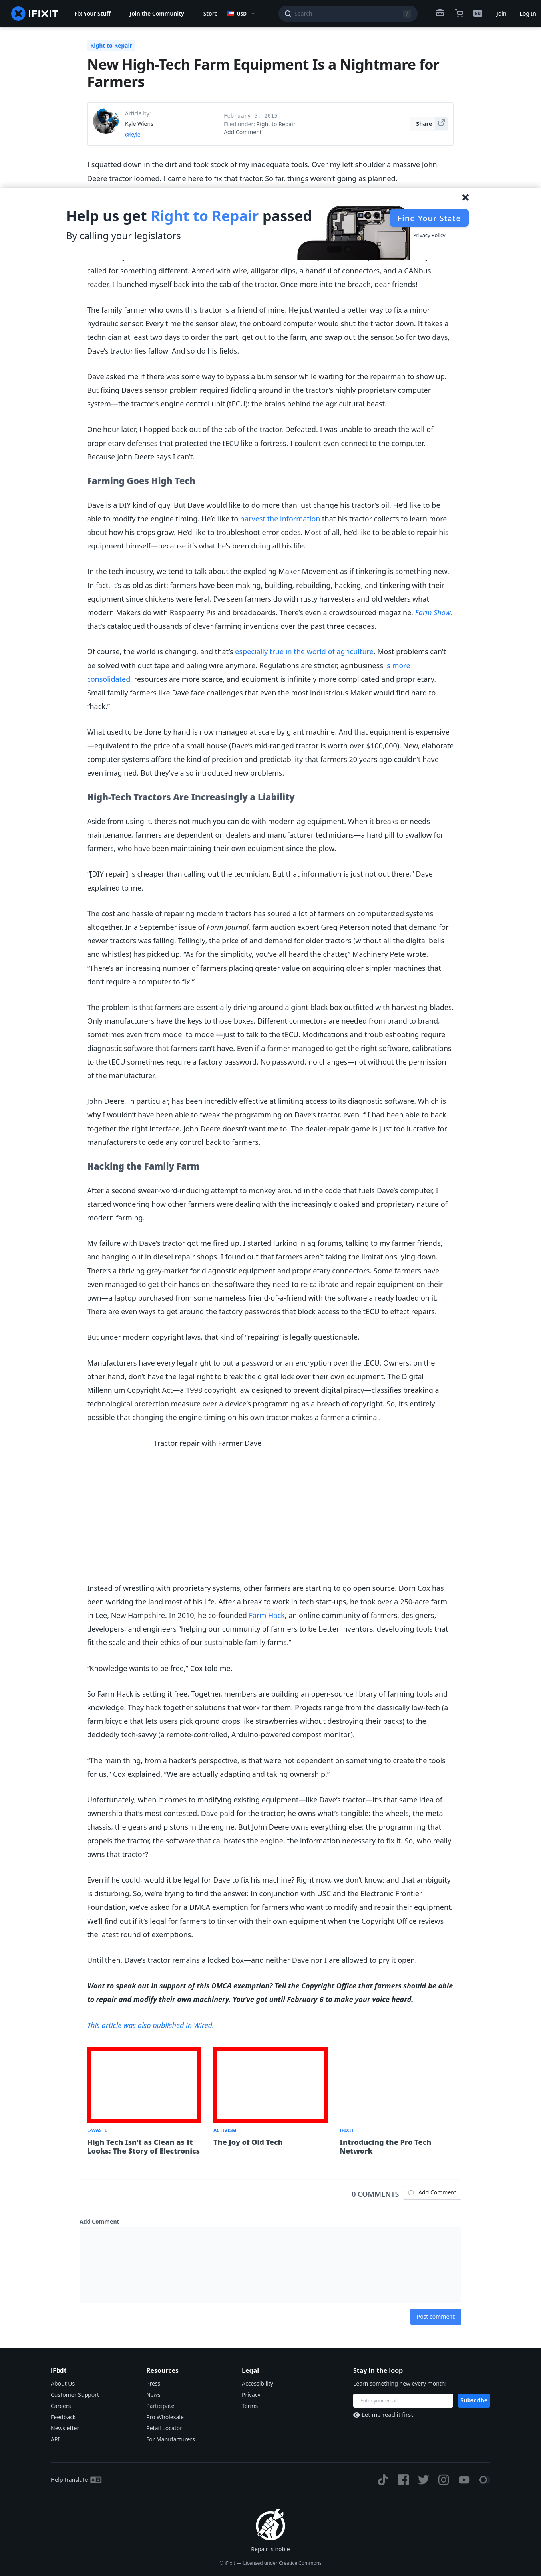 IFIXIT Fix Your Stuff Join the Community Store USD Search / EN Join Log In
Right to Repair
New High-Tech Farm Equipment Is a Nightmare for
Farmers
Article by:
Kyle Wiens
@kyle
February 5, 2015
Filed under: Right to Repair
Add Comment
Share
I squatted down in the dirt and took stock of my inadequate tools. Over my left shoulder a massive John
Deere tractor loomed. I came here to fix that tractor. So far, things weren’t going as planned.
Help us get Right to Repair passed
By calling your legislators
Find Your State
Privacy Policy
called for something different. Armed with wire, alligator clips, a handful of connectors, and a CANbus
reader, I launched myself back into the cab of the tractor. Once more into the breach, dear friends!
The family farmer who owns this tractor is a friend of mine. He just wanted a better way to fix a minor
hydraulic sensor. Every time the sensor blew, the onboard computer would shut the tractor down. It takes a
technician at least two days to order the part, get out to the farm, and swap out the sensor. So for two days,
Dave’s tractor lies fallow. And so do his fields.
Dave asked me if there was some way to bypass a bum sensor while waiting for the repairman to show up.
But fixing Dave’s sensor problem required fiddling around in the tractor’s highly proprietary computer
system—the tractor’s engine control unit (tECU): the brains behind the agricultural beast.
One hour later, I hopped back out of the cab of the tractor. Defeated. I was unable to breach the wall of
proprietary defenses that protected the tECU like a fortress. I couldn’t even connect to the computer.
Because John Deere says I can’t.
Farming Goes High Tech
Dave is a DIY kind of guy. But Dave would like to do more than just change his tractor’s oil. He’d like to be
able to modify the engine timing. He’d like to harvest the information that his tractor collects to learn more
about how his crops grow. He’d like to troubleshoot error codes. Most of all, he’d like to be able to repair his
equipment himself—because it’s what he’s been doing all his life.
In the tech industry, we tend to talk about the exploding Maker Movement as if tinkering is something new.
In fact, it’s as old as dirt: farmers have been making, building, rebuilding, hacking, and tinkering with their
equipment since chickens were feral. I’ve seen farmers do with rusty harvesters and old welders what
modern Makers do with Raspberry Pis and breadboards. There’s even a crowdsourced magazine, Farm Show,
that’s catalogued thousands of clever farming inventions over the past three decades.
Of course, the world is changing, and that’s especially true in the world of agriculture. Most problems can’t
be solved with duct tape and baling wire anymore. Regulations are stricter, agribusiness is more
consolidated, resources are more scarce, and equipment is infinitely more complicated and proprietary.
Small family farmers like Dave face challenges that even the most industrious Maker would find hard to
“hack.”
What used to be done by hand is now managed at scale by giant machine. And that equipment is expensive
—equivalent to the price of a small house (Dave’s mid-ranged tractor is worth over $100,000). New, elaborate
computer systems afford the kind of precision and predictability that farmers 20 years ago couldn’t have
even imagined. But they’ve also introduced new problems.
High-Tech Tractors Are Increasingly a Liability
Aside from using it, there’s not much you can do with modern ag equipment. When it breaks or needs
maintenance, farmers are dependent on dealers and manufacturer technicians—a hard pill to swallow for
farmers, who have been maintaining their own equipment since the plow.
“[DIY repair] is cheaper than calling out the technician. But that information is just not out there,” Dave
explained to me.
The cost and hassle of repairing modern tractors has soured a lot of farmers on computerized systems
altogether. In a September issue of Farm Journal, farm auction expert Greg Peterson noted that demand for
newer tractors was falling. Tellingly, the price of and demand for older tractors (without all the digital bells
and whistles) has picked up. “As for the simplicity, you’ve all heard the chatter,” Machinery Pete wrote.
“There’s an increasing number of farmers placing greater value on acquiring older simpler machines that
don’t require a computer to fix.”
The problem is that farmers are essentially driving around a giant black box outfitted with harvesting blades.
Only manufacturers have the keys to those boxes. Different connectors are needed from brand to brand,
sometimes even from model to model—just to talk to the tECU. Modifications and troubleshooting require
diagnostic software that farmers can’t have. Even if a farmer managed to get the right software, calibrations
to the tECU sometimes require a factory password. No password, no changes—not without the permission
of the manufacturer.
John Deere, in particular, has been incredibly effective at limiting access to its diagnostic software. Which is
why I wouldn’t have been able to tweak the programming on Dave’s tractor, even if I had been able to hack
together the right interface. John Deere doesn’t want me to. The dealer-repair game is just too lucrative for
manufacturers to cede any control back to farmers.
Hacking the Family Farm
After a second swear-word-inducing attempt to monkey around in the code that fuels Dave’s computer, I
started wondering how other farmers were dealing with the increasingly cloaked and proprietary nature of
modern farming.
My failure with Dave’s tractor got me fired up. I started lurking in ag forums, talking to my farmer friends,
and hanging out in diesel repair shops. I found out that farmers aren’t taking the limitations lying down.
There’s a thriving grey-market for diagnostic equipment and proprietary connectors. Some farmers have
even managed to get their hands on the software they need to re-calibrate and repair equipment on their
own—a laptop purchased from some nameless friend-of-a-friend with the software already loaded on it.
There are even ways to get around the factory passwords that block access to the tECU to effect repairs.
But under modern copyright laws, that kind of “repairing” is legally questionable.
Manufacturers have every legal right to put a password or an encryption over the tECU. Owners, on the
other hand, don’t have the legal right to break the digital lock over their own equipment. The Digital
Millennium Copyright Act—a 1998 copyright law designed to prevent digital piracy—classifies breaking a
technological protection measure over a device’s programming as a breach of copyright. So, it’s entirely
possible that changing the engine timing on his own tractor makes a farmer a criminal.
Tractor repair with Farmer Dave
Instead of wrestling with proprietary systems, other farmers are starting to go open source. Dorn Cox has
been working the land most of his life. After a break to work in tech start-ups, he took over a 250-acre farm
in Lee, New Hampshire. In 2010, he co-founded Farm Hack, an online community of farmers, designers,
developers, and engineers “helping our community of farmers to be better inventors, developing tools that
fit the scale and their ethics of our sustainable family farms.”
“Knowledge wants to be free,” Cox told me.
So Farm Hack is setting it free. Together, members are building an open-source library of farming tools and
knowledge. They hack together solutions that work for them. Projects range from the classically low-tech (a
farm bicycle that lets users pick ground crops like strawberries without destroying their backs) to the
decidedly tech-savvy (a remote-controlled, Arduino-powered compost monitor).
“The main thing, from a hacker’s perspective, is that we’re not dependent on something to create the tools
for us,” Cox explained. “We are actually adapting and taking ownership.”
Unfortunately, when it comes to modifying existing equipment—like Dave’s tractor—it’s that same idea of
ownership that’s most contested. Dave paid for the tractor; he owns what’s tangible: the wheels, the metal
chassis, the gears and pistons in the engine. But John Deere owns everything else: the programming that
propels the tractor, the software that calibrates the engine, the information necessary to fix it. So, who really
owns that tractor?
Even if he could, would it be legal for Dave to fix his machine? Right now, we don’t know; and that ambiguity
is disturbing. So, we’re trying to find the answer. In conjunction with USC and the Electronic Frontier
Foundation, we’ve asked for a DMCA exemption for farmers who want to modify and repair their equipment.
We’ll find out if it’s legal for farmers to tinker with their own equipment when the Copyright Office reviews
the latest round of exemptions.
Until then, Dave’s tractor remains a locked box—and neither Dave nor I are allowed to pry it open.
Want to speak out in support of this DMCA exemption? Tell the Copyright Office that farmers should be able
to repair and modify their own machinery. You’ve got until February 6 to make your voice heard.
This article was also published in Wired.
E-WASTE
High Tech Isn’t as Clean as It
Looks: The Story of Electronics
ACTIVISM
The Joy of Old Tech
IFIXIT
Introducing the Pro Tech
Network
0 COMMENTS Add Comment
Add Comment
Post comment
iFixit
About Us
Customer Support
Careers
Feedback
Newsletter
API
Resources
Press
News
Participate
Pro Wholesale
Retail Locator
For Manufacturers
Legal
Accessibility
Privacy
Terms
Stay in the loop
Learn something new every month!
Enter your email Subscribe
Let me read it first!
Help translate
Repair is noble
© iFixit — Licensed under Creative Commons